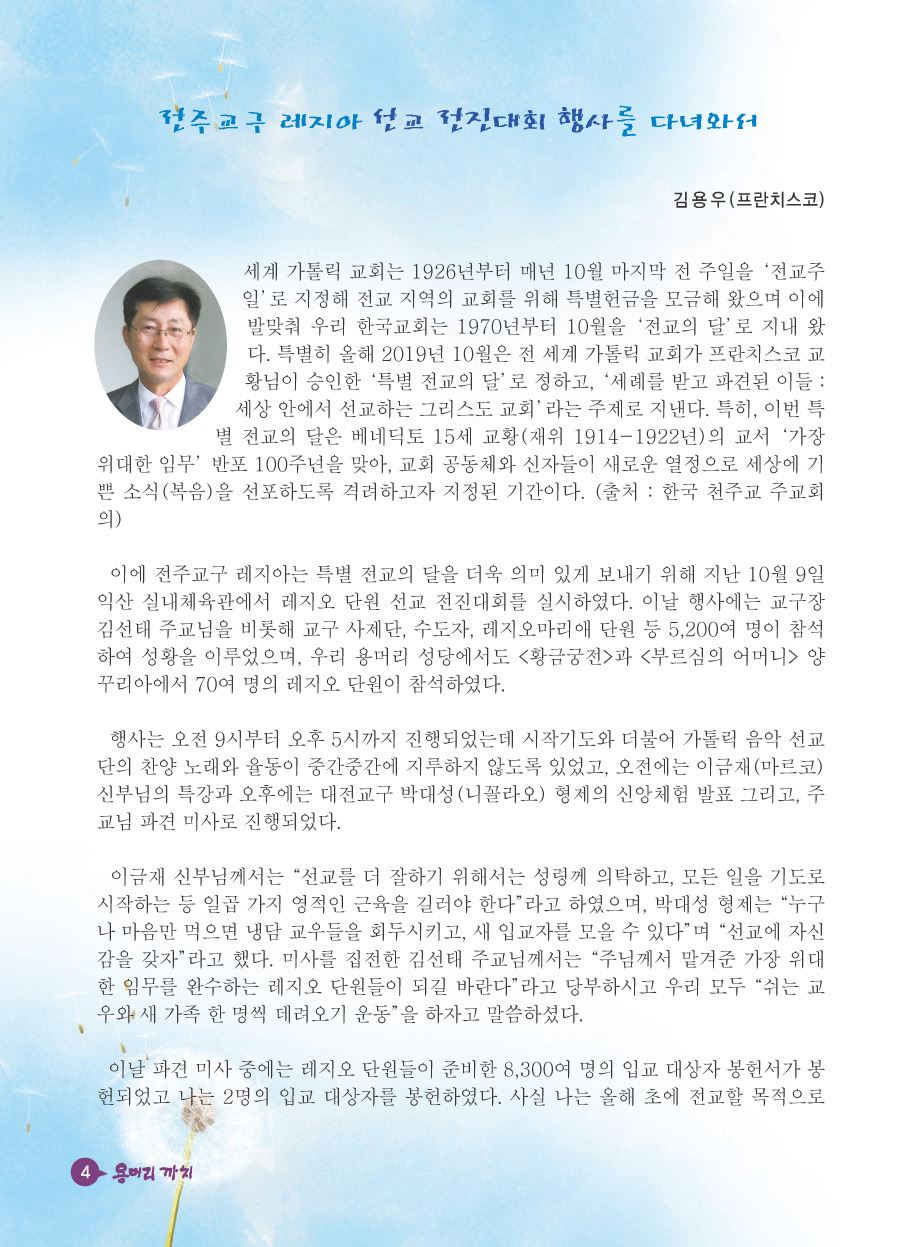 전주교구 레지아 선교 전진대회 행사를 다녀와서
김용우(프란치스코)
세계 가톨릭 교회는 1926년부터 매년 10월 마지막 전 주일을 ‘전교주
일’로 지정해 전교 지역의 교회를 위해 특별헌금을 모금해 왔으며 이에
발맞춰 우리 한국교회는 1970년부터 10월을 ‘전교의 달’로 지내 왔
다. 특별히 올해 2019년 10월은 전 세계 가톨릭 교회가 프란치스코 교
황님이 승인한 ‘특별 전교의 달’로 정하고, ‘세례를 받고 파견된 이들 :
세상 안에서 선교하는 그리스도 교회’라는 주제로 지낸다. 특히, 이번 특
별 전교의 달은 베네딕토 15세 교황(재위 1914-1922년)의 교서 ‘가장
위대한 임무’ 반포 100주년을 맞아, 교회 공동체와 신자들이 새로운 열정으로 세상에 기
쁜 소식(복음)을 선포하도록 격려하고자 지정된 기간이다. (출처 : 한국 천주교 주교회
의)
이에 전주교구 레지아는 특별 전교의 달을 더욱 의미 있게 보내기 위해 지난 10월 9일
익산 실내체육관에서 레지오 단원 선교 전진대회를 실시하였다. 이날 행사에는 교구장
김선태 주교님을 비롯해 교구 사제단, 수도자, 레지오마리애 단원 등 5,200여 명이 참석
하여 성황을 이루었으며, 우리 용머리 성당에서도 <황금궁전>과 <부르심의 어머니> 양
꾸리아에서 70여 명의 레지오 단원이 참석하였다.
행사는 오전 9시부터 오후 5시까지 진행되었는데 시작기도와 더불어 가톨릭 음악 선교
단의 찬양 노래와 율동이 중간중간에 지루하지 않도록 있었고, 오전에는 이금재(마르코)
신부님의 특강과 오후에는 대전교구 박대성(니꼴라오) 형제의 신앙체험 발표 그리고, 주
교님 파견 미사로 진행되었다.
이금재 신부님께서는 “선교를 더 잘하기 위해서는 성령께 의탁하고, 모든 일을 기도로
시작하는 등 일곱 가지 영적인 근육을 길러야 한다”라고 하였으며, 박대성 형제는 “누구
나 마음만 먹으면 냉담 교우들을 회두시키고, 새 입교자를 모을 수 있다”며 “선교에 자신
감을 갖자”라고 했다. 미사를 집전한 김선태 주교님께서는 “주님께서 맡겨준 가장 위대
한 임무를 완수하는 레지오 단원들이 되길 바란다”라고 당부하시고 우리 모두 “쉬는 교
우와 새 가족 한 명씩 데려오기 운동”을 하자고 말씀하셨다.
이날 파견 미사 중에는 레지오 단원들이 준비한 8,300여 명의 입교 대상자 봉헌서가 봉
헌되었고 나는 2명의 입교 대상자를 봉헌하였다. 사실 나는 올해 초에 전교할 목적으로
4 용머리 까치